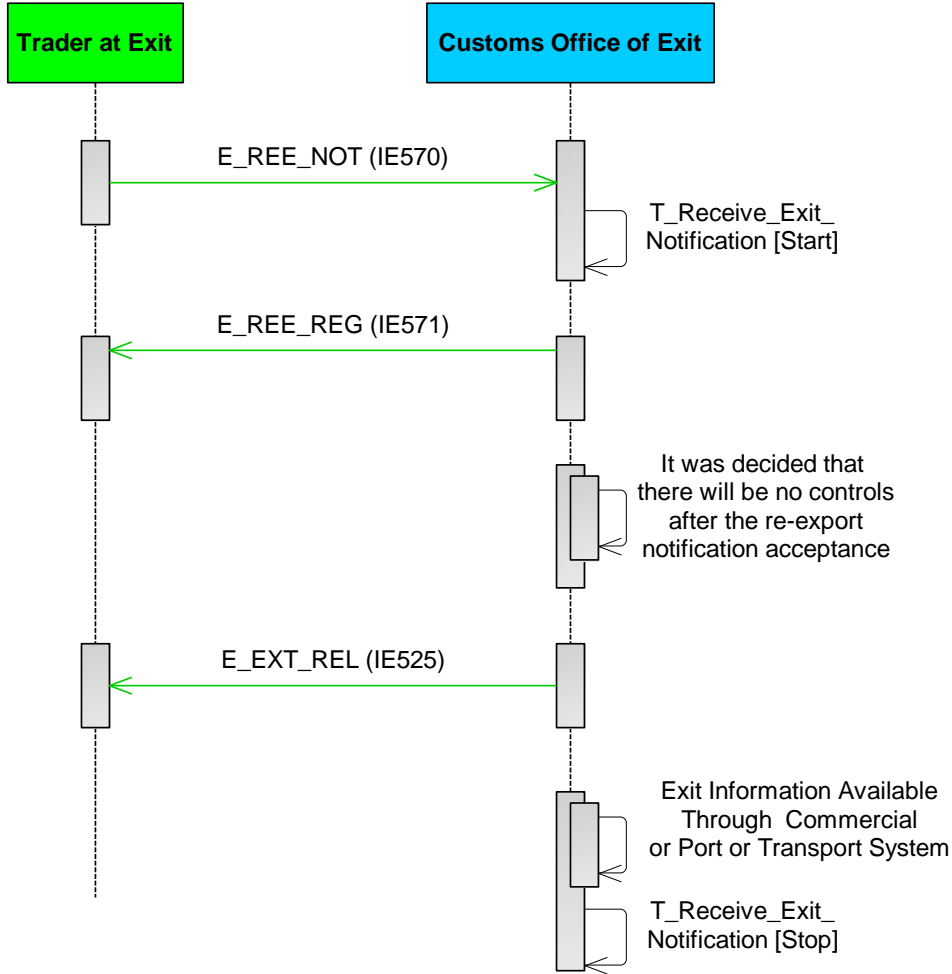 Trader at Exit
Customs Office of Exit
E_REE_NOT (IE570)
T_Receive_Exit_
Notification [Start]
E_REE_REG (IE571)
It was decided that
there will be no controls
after the re-export
notification acceptance
E_EXT_REL (IE525)
Exit Information Available
Through Commercial
or Port or Transport System
T_Receive_Exit_
Notification [Stop]